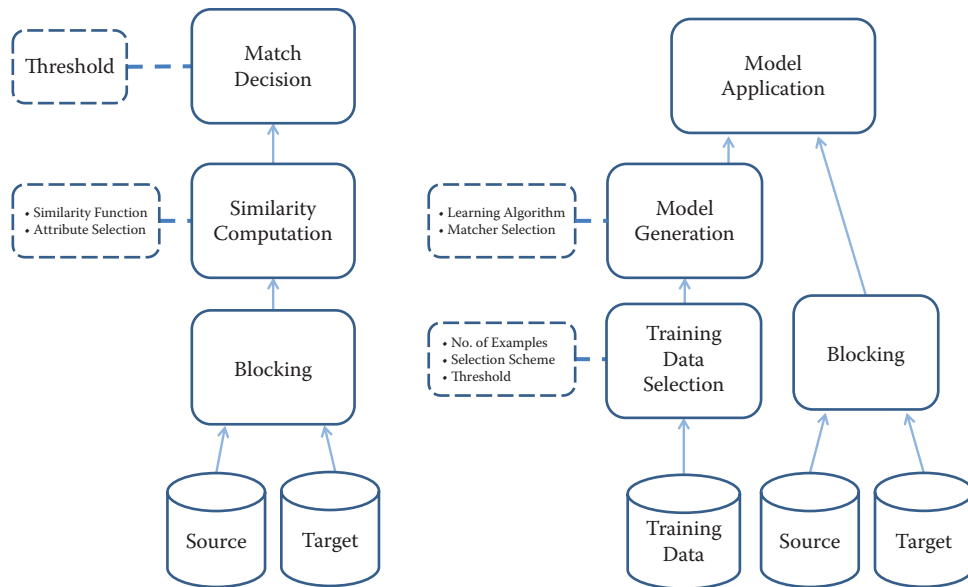 Threshold
Match
Decision
• Similarity Function
• Attribute Selection
Similarity
Computation
Blocking
Source
Target
Model
Application
• Learning Algorithm
• Matcher Selection
Model
Generation
• No. of Examples
• Selection Scheme
• Threshold
Training
Data
Selection
Blocking
Training
Data
Source
Target